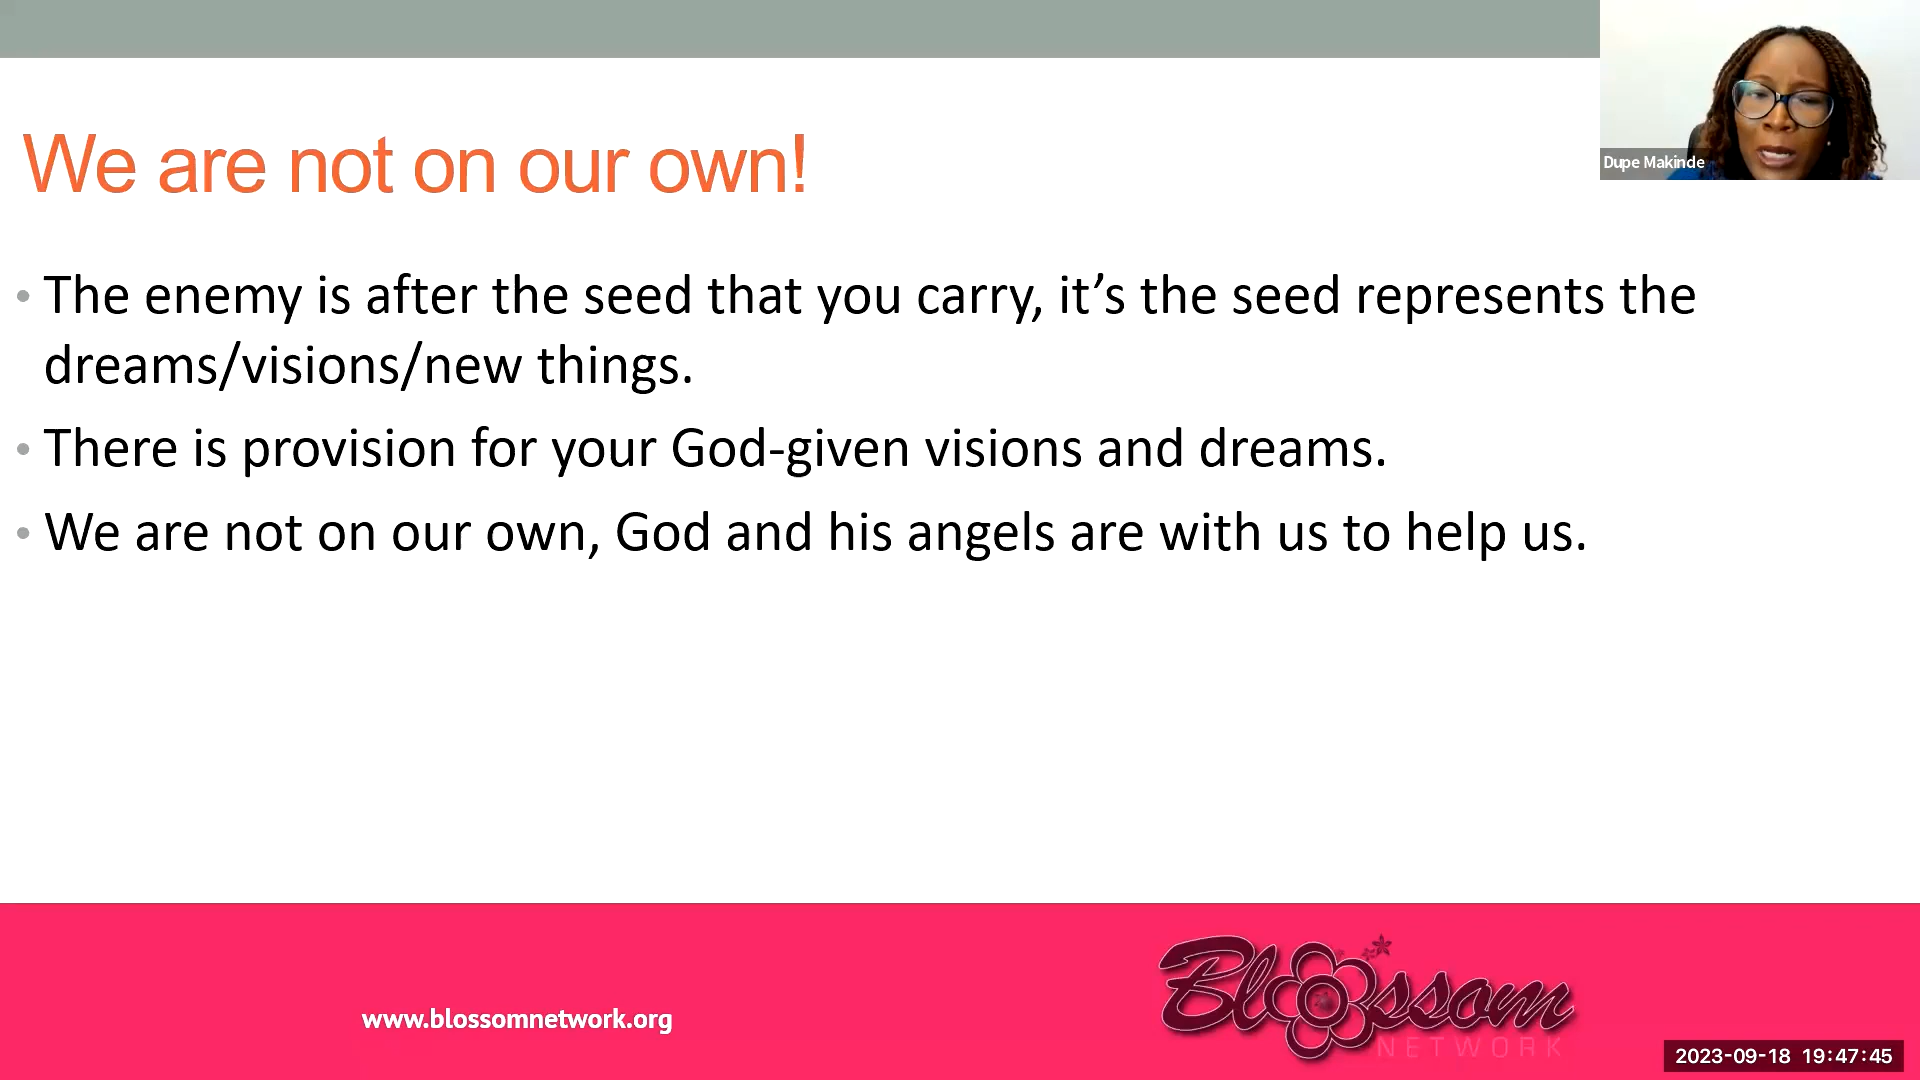 We are not on our own!
Dupe Makinde
• The enemy is after the seed that you carry, it’s the seed represents the
dreams/visions/new things.
• There is provision for your God-given visions and dreams.
• We are not on our own, God and his angels are with us to help us.
www.blossomnetwork.org
Blossom
NETWORK
2023-09-18 19:47:45